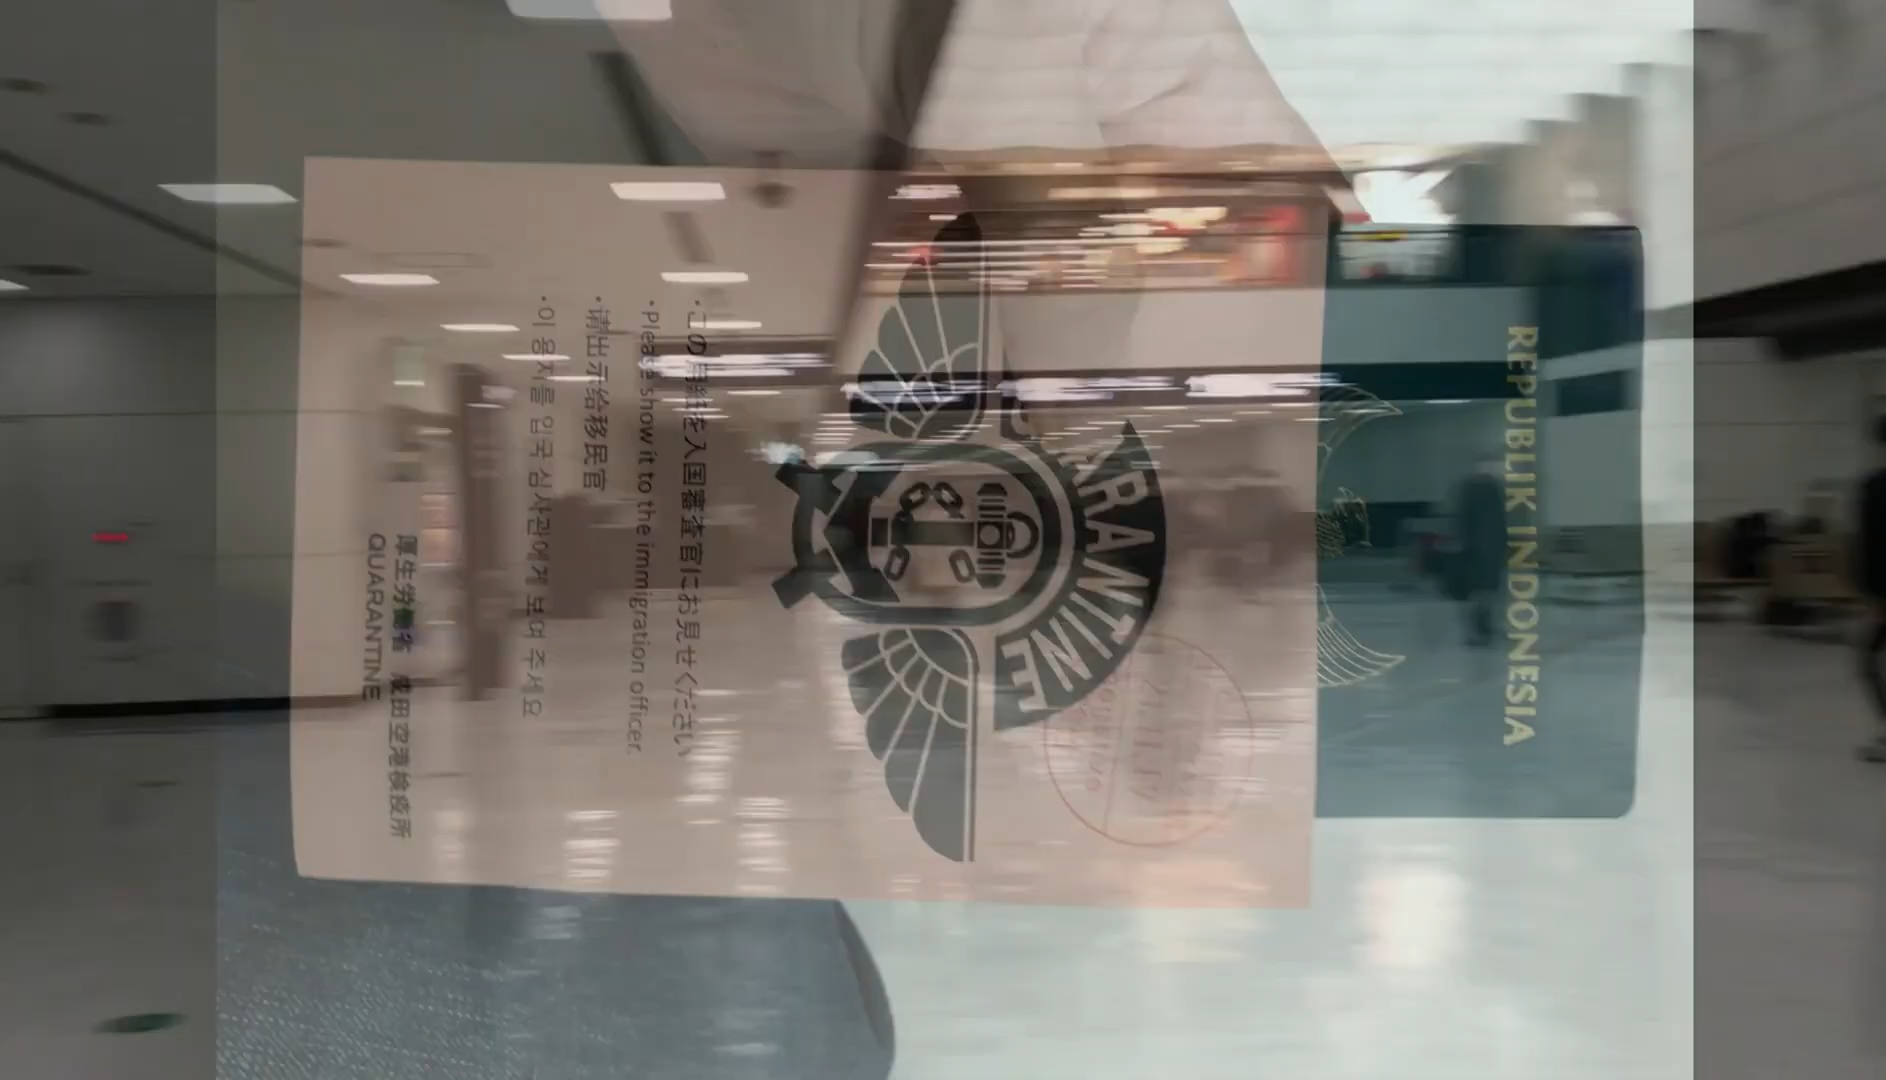 REPUBLIK INDONESIA
QUARANTINE
・この用紙を入国審査官にお見せください
・Please show it to the immigration officer.
・请出示给移民官
・이 용지를 입국 심사관에게 보여 주세요
厚生労働省 成田空港検疫所
QUARANTINE